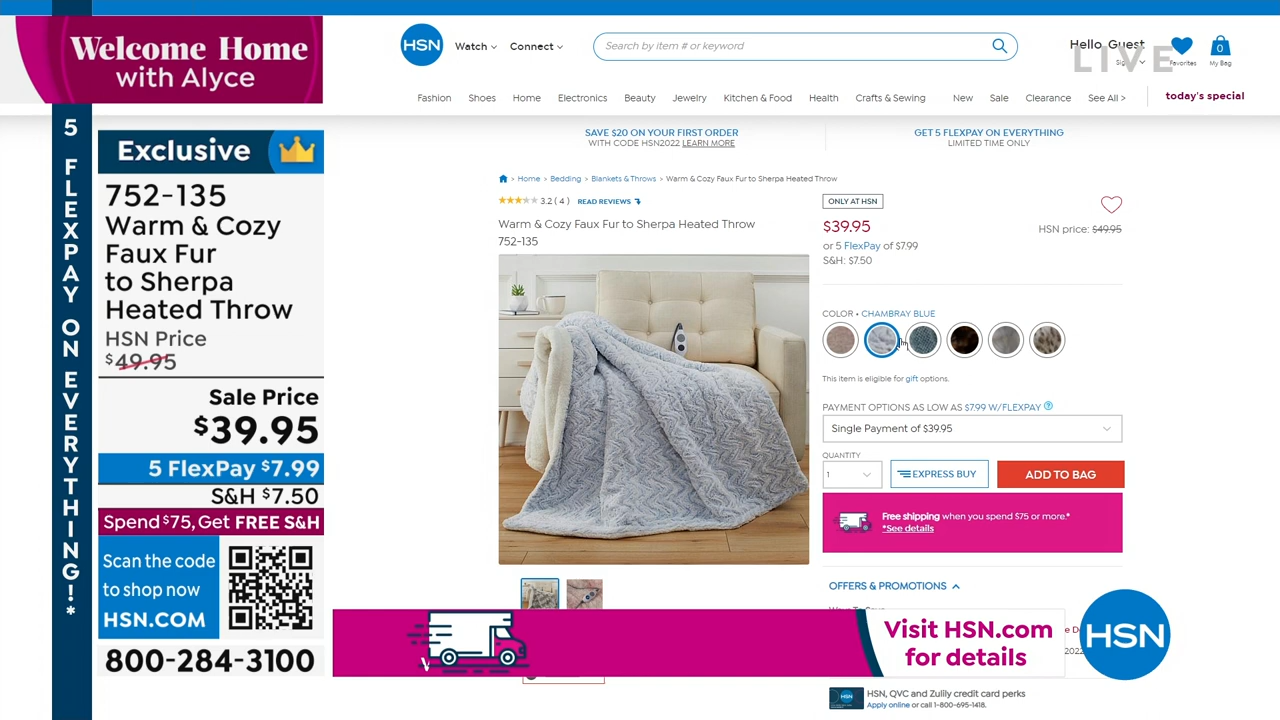 Welcome Home
with Alyce
5 FLEXPAY ON EVERYTHING!*
Exclusive
752-135
Warm & Cozy
Faux Fur
to Sherpa
Heated Throw
HSN Price
$49.95
Sale Price
$39.95
5 FlexPay $7.99
S&H $7.50
Spend $75, Get FREE S&H
Scan the code
to shop now
HSN.COM
800-284-3100
HSN
Watch
Connect
Search by item # or keyword
Hello, Guest
LIVE
Favorites
0
My Bag
Fashion Shoes Home Electronics Beauty Jewelry Kitchen & Food Health Crafts & Sewing New Sale Clearance See All > today's special
SAVE $20 ON YOUR FIRST ORDER
WITH CODE HSN2022 LEARN MORE
GET 5 FLEXPAY ON EVERYTHING
LIMITED TIME ONLY
> Home > Bedding > Blankets & Throws > Warm & Cozy Faux Fur to Sherpa Heated Throw
3.2 ( 4 ) READ REVIEWS
Warm & Cozy Faux Fur to Sherpa Heated Throw
752-135
ONLY AT HSN
$39.95
HSN price: $49.95
or 5 FlexPay of $7.99
S&H: $7.50
COLOR • CHAMBRAY BLUE
This item is eligible for gift options.
PAYMENT OPTIONS AS LOW AS $7.99 W/FLEXPAY
Single Payment of $39.95
QUANTITY
1
EXPRESS BUY
ADD TO BAG
Free shipping when you spend $75 or more.*
*See details
OFFERS & PROMOTIONS
Visit HSN.com
for details
HSN
HSN, QVC and Zulily credit card perks
Apply online or call 1-800-695-1418.